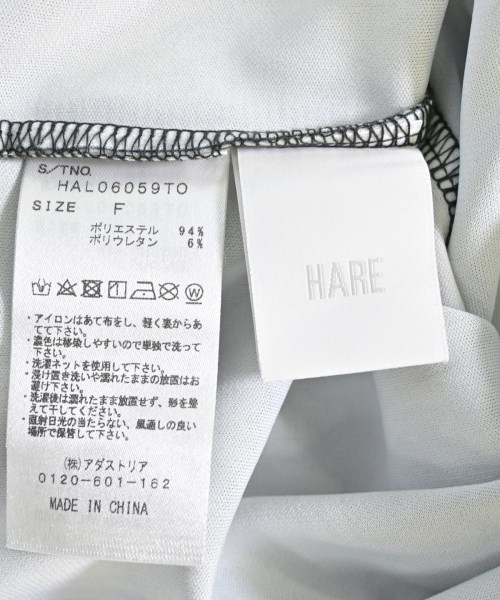 S/TNO.
HAL06059TO
SIZE F
ポリエステル 94%
ポリウレタン 6%
・アイロンはあて布をし、軽く裏からあ
てて下さい。
・濃色は移染しやすいので単独で洗って
下さい。
・洗濯ネットを使用して下さい。
・浸け置き洗いや濡れたままの放置はお
避け下さい。
・洗濯後は濡れたまま放置せず、形を整
えて干してください。
・直射日光の当たらない、風通しの良い
場所で保管して下さい。
(株)アダストリア
0120-601-162
MADE IN CHINA
HARE